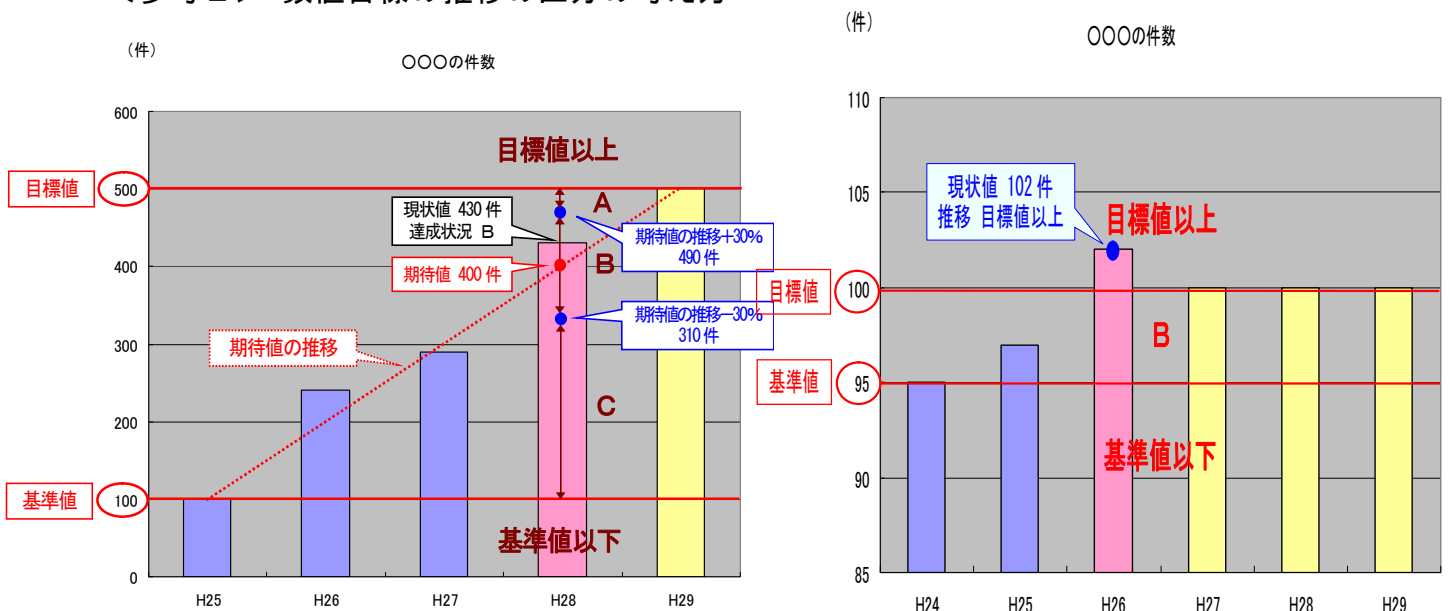 (件)
〇〇〇の件数
600
500
400
300
200
100
0
目標値
基準値
目標値以上
A
現状値 430 件
達成状況 B
期待値の推移+30%
490 件
B
期待値 400 件
期待値の推移-30%
310 件
期待値の推移
C
基準値以下
H25
H26
H27
H28
H29
(件)
〇〇〇の件数
110
105
100
95
90
85
現状値 102 件
推移 目標値以上
目標値以上
目標値
B
基準値
基準値以下
H24
H25
H26
H27
H28
H29